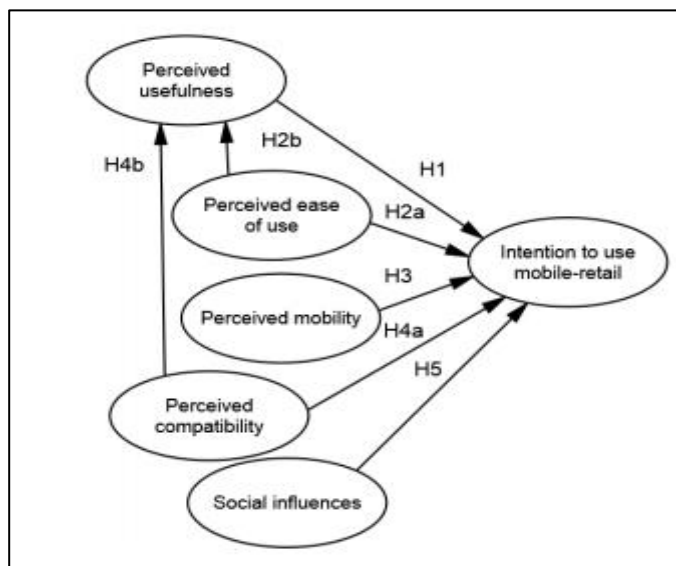 Perceived
usefulness
H2b
H4b
H1
Perceived ease
of use
H2a
Intention to use
mobile-retail
H3
Perceived mobility
H4a
H5
Perceived
compatibility
Social influences